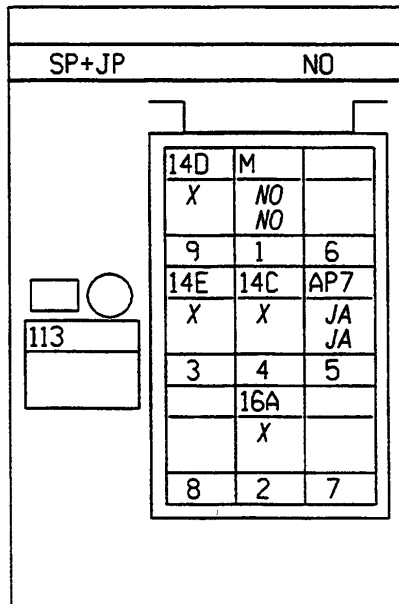 SP+JP NO
14D M
X NO
NO
9 1 6
14E 14C AP7
X X JA
JA
113
3 4 5
16A
X
8 2 7